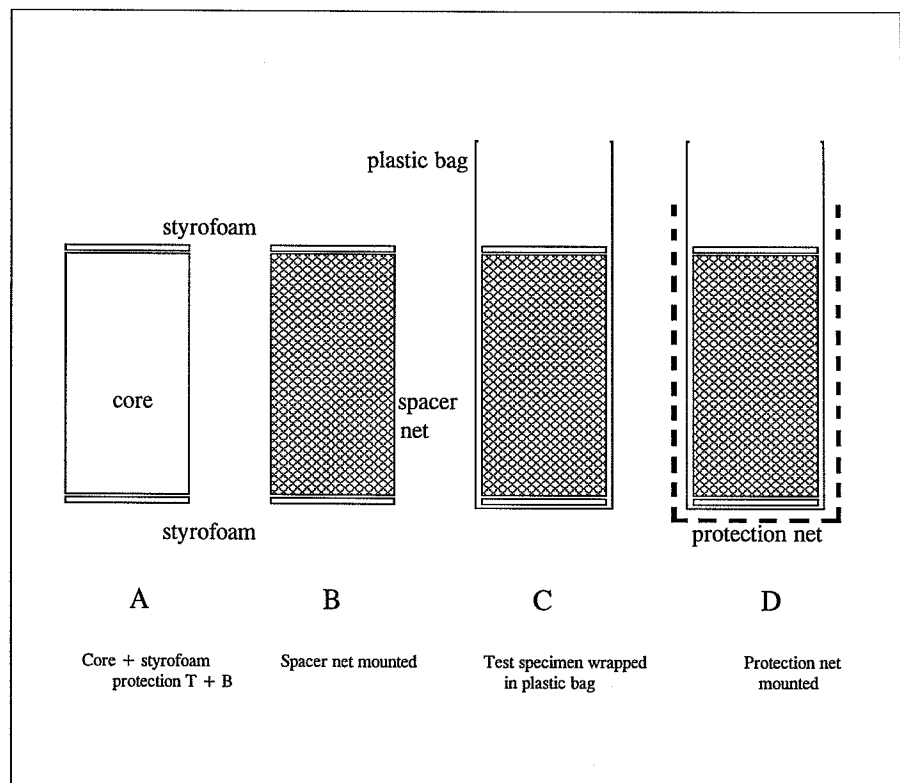 plastic bag
styrofoam
core
spacer
net
styrofoam
protection net
A
B
C
D
Core + styrofoam
protection T + B
Spacer net mounted
Test specimen wrapped
in plastic bag
Protection net
mounted